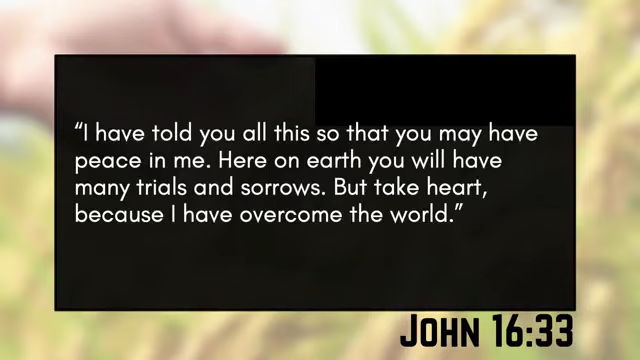 “I have told you all this so that you may have
peace in me. Here on earth you will have
many trials and sorrows. But take heart,
because I have overcome the world.”
John 16:33